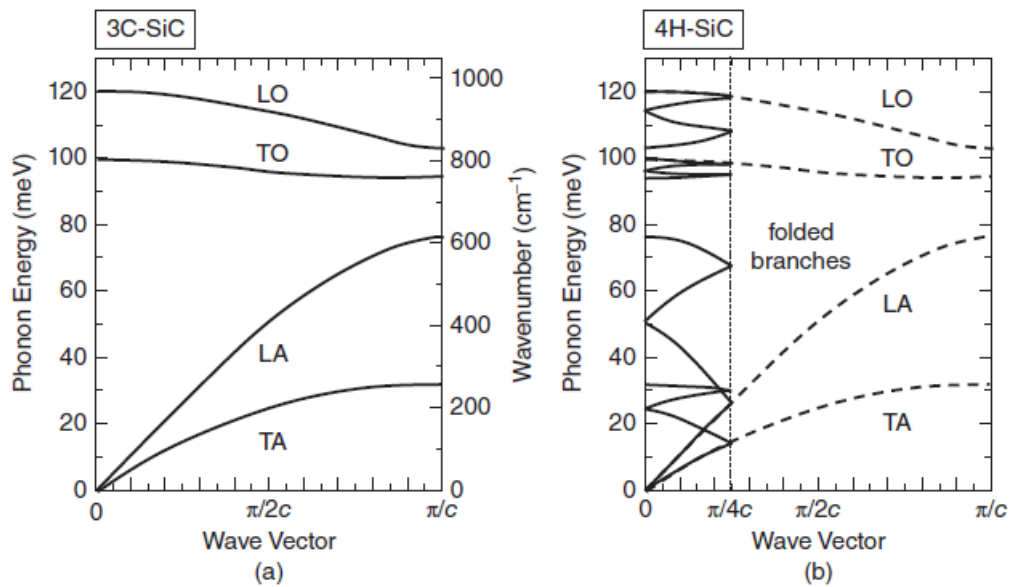 3C-SiC
Phonon Energy (meV)
120
100
80
60
40
20
0
LO
TO
LA
TA
1000
800
600
400
200
0
Wavenumber (cm⁻¹)
0
π/2c
π/c
Wave Vector
(a)
4H-SiC
Phonon Energy (meV)
120
100
80
60
40
20
0
LO
TO
folded
branches
LA
TA
0
π/4c
π/2c
π/c
Wave Vector
(b)